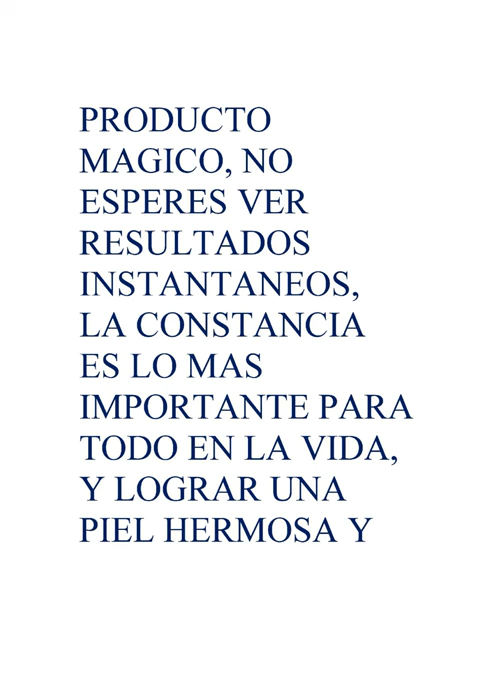 PRODUCTO
MAGICO, NO
ESPERES VER
RESULTADOS
INSTANTANEOS,
LA CONSTANCIA
ES LO MAS
IMPORTANTE PARA
TODO EN LA VIDA,
Y LOGRAR UNA
PIEL HERMOSA Y